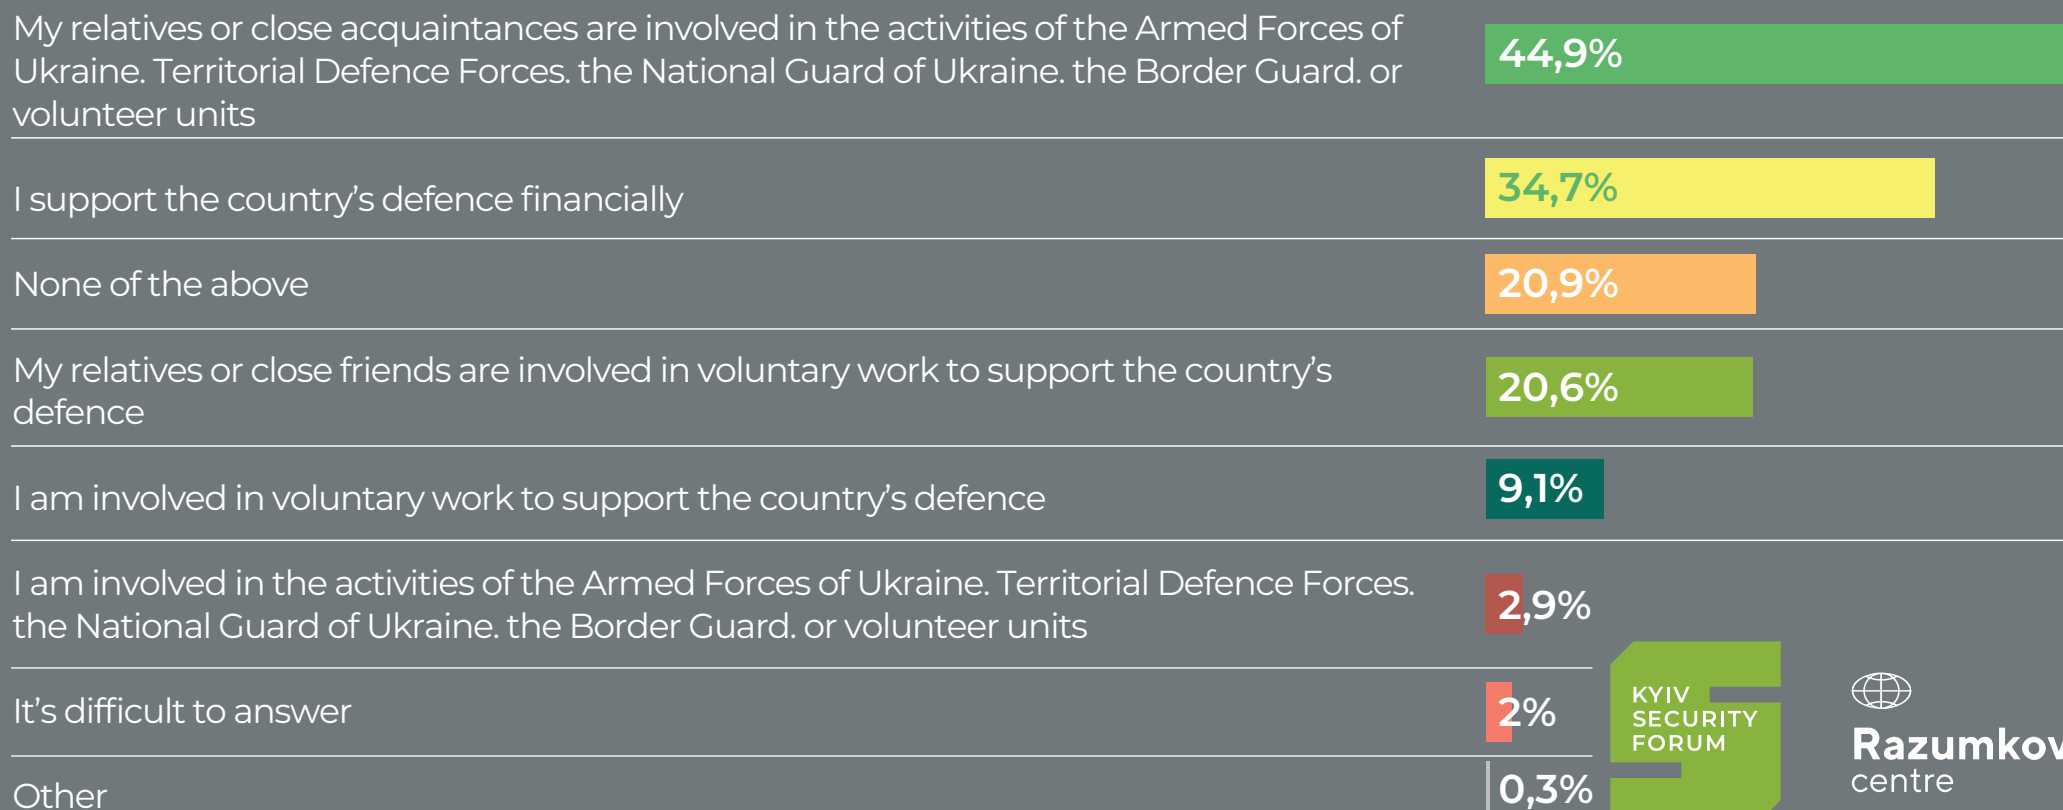 My relatives or close acquaintances are involved in the activities of the Armed Forces of
Ukraine. Territorial Defence Forces. the National Guard of Ukraine. the Border Guard. or
volunteer units
44,9%
I support the country's defence financially
34,7%
None of the above
20,9%
My relatives or close friends are involved in voluntary work to support the country's
defence
20,6%
I am involved in voluntary work to support the country's defence
9,1%
I am involved in the activities of the Armed Forces of Ukraine. Territorial Defence Forces.
the National Guard of Ukraine. the Border Guard. or volunteer units
2,9%
It's difficult to answer
2%
Other
0,3%
KYIV
SECURITY
FORUM
Razumkov
centre